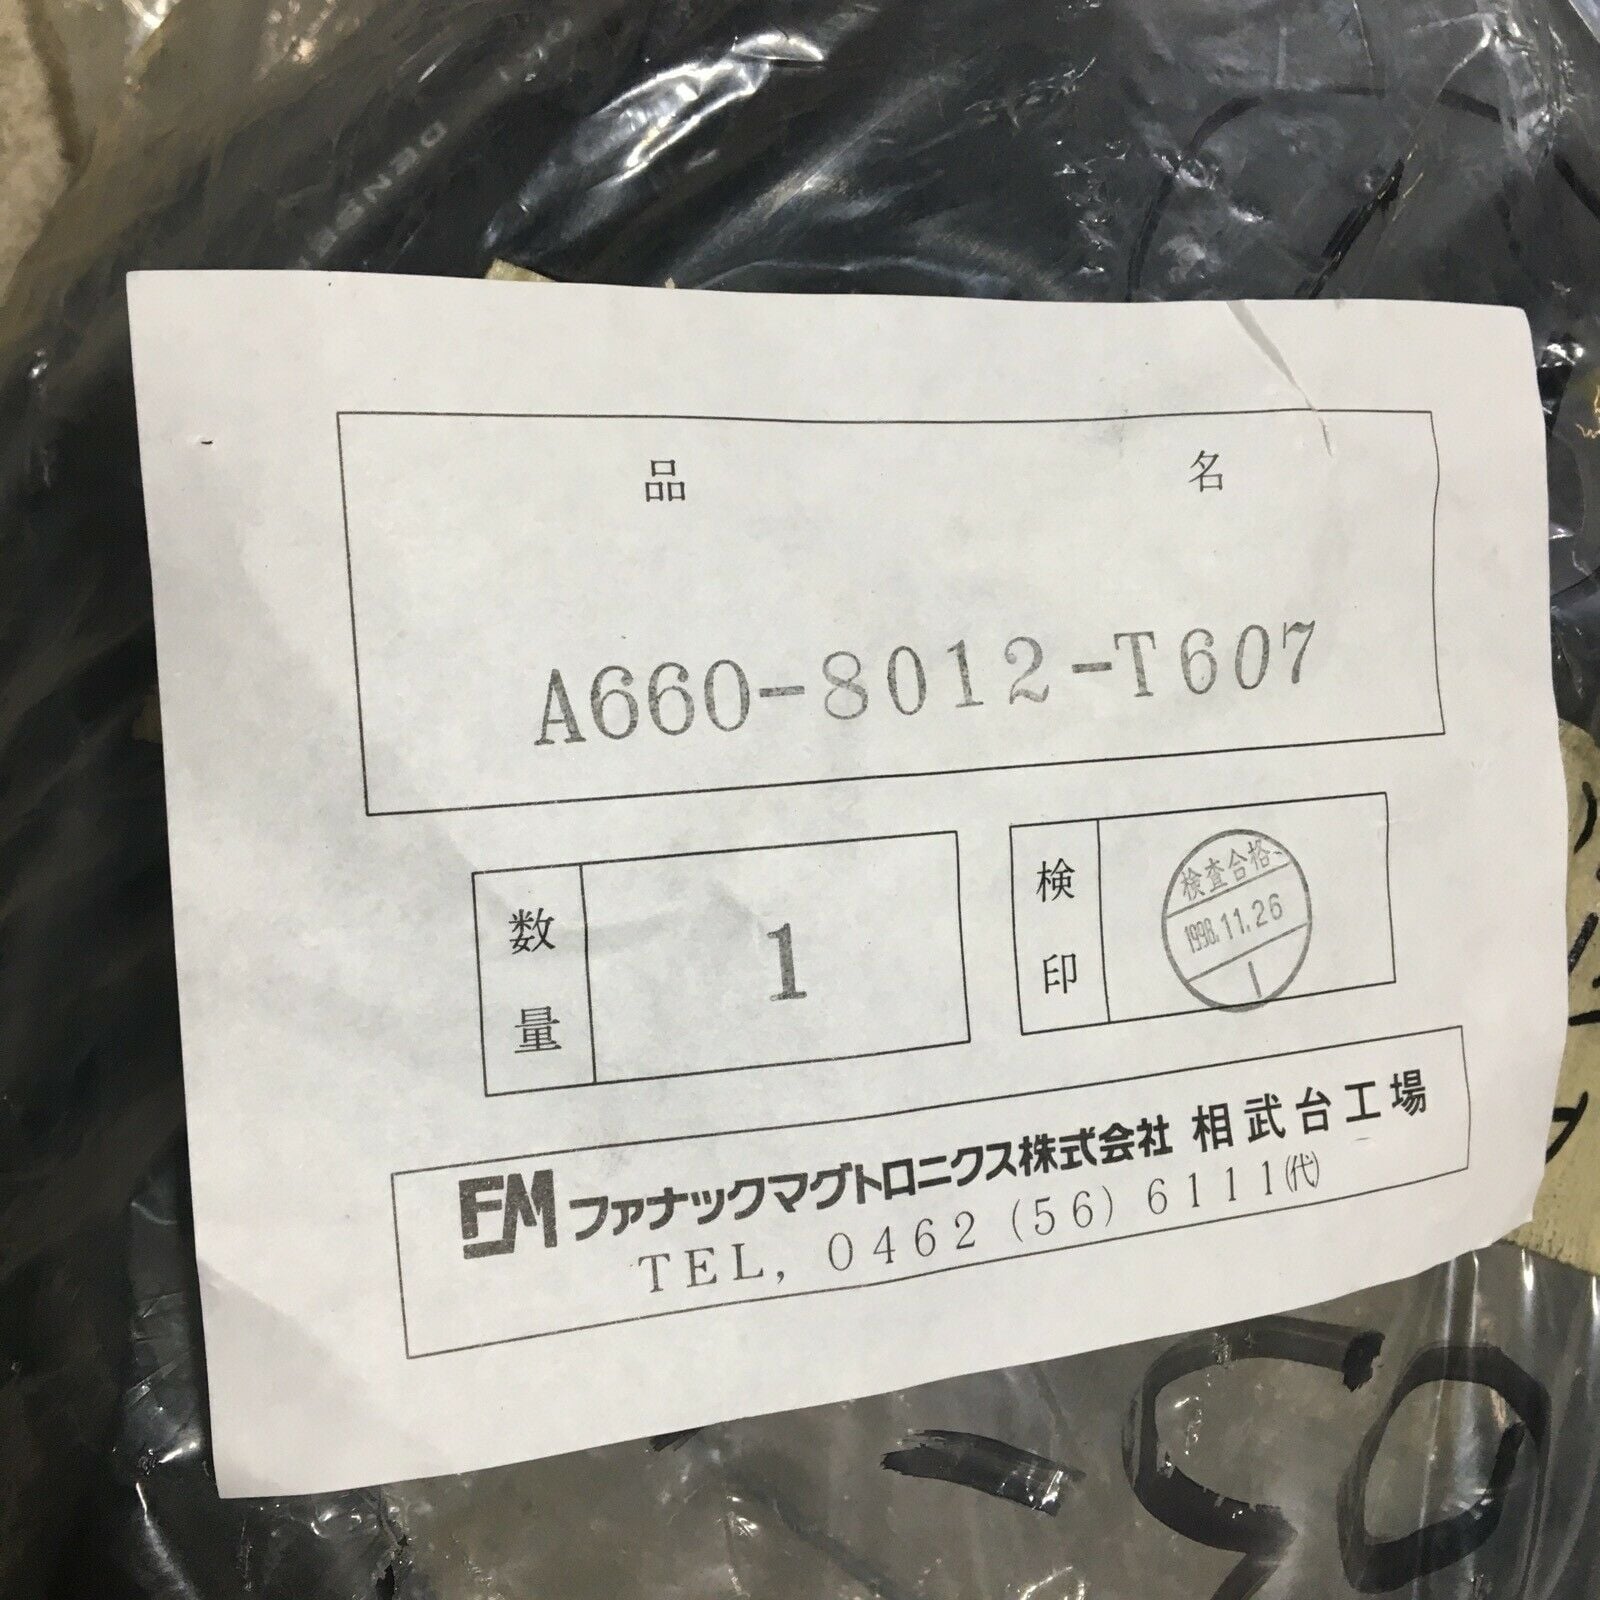 品名
A660-8012-T607
数量
1
検印
検査合格
1998.11.26
1
FM ファナックマグトロニクス株式会社 相武台工場
TEL, 0462 (56) 6111(代)